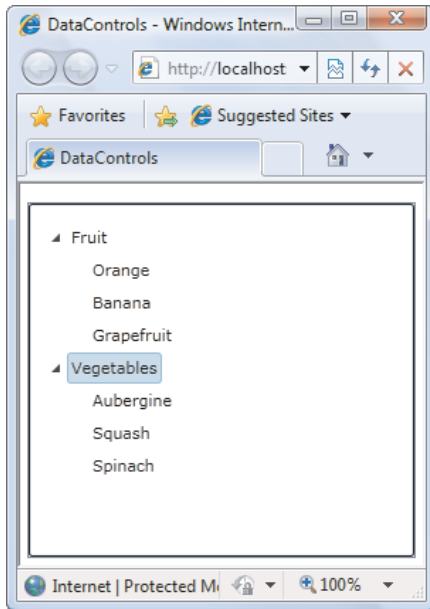 DataControls - Windows Intern...
http://localhost
Favorites Suggested Sites
DataControls
Fruit
Orange
Banana
Grapefruit
Vegetables
Aubergine
Squash
Spinach
Internet | Protected M 100%